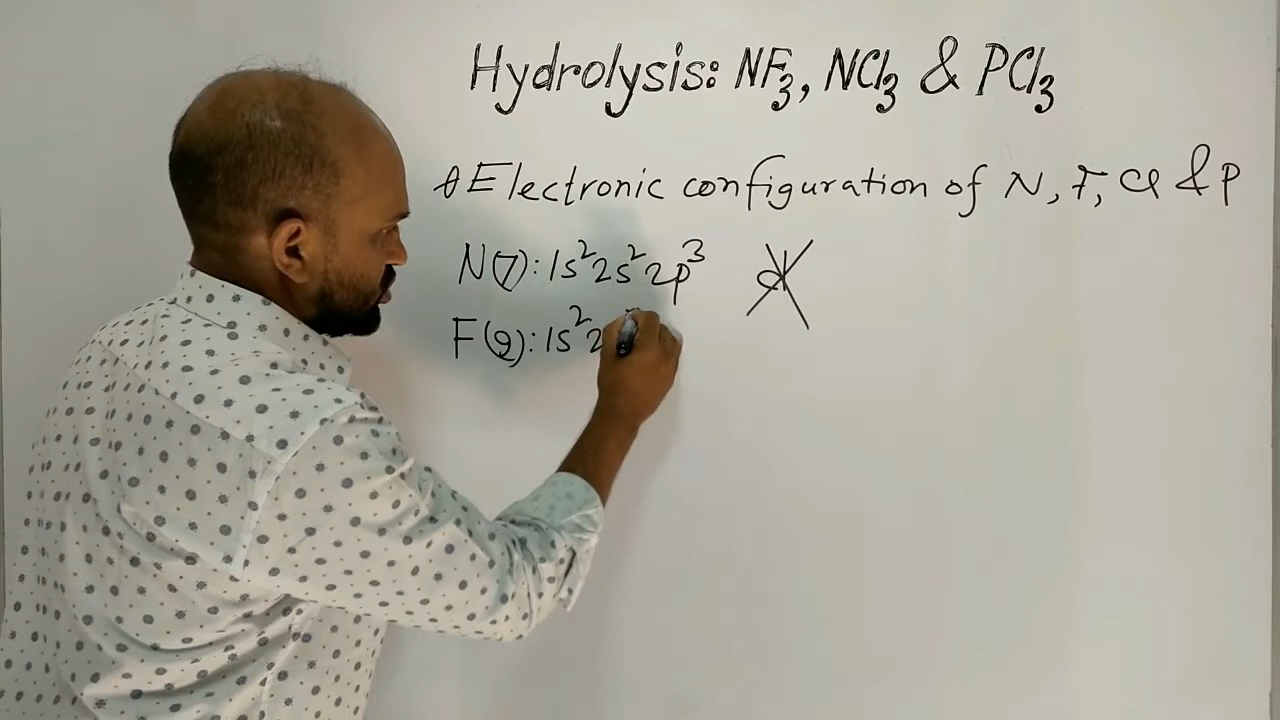 Hydrolysis: NF₃, NCl₃ & PCl₃
Electronic configuration of N, F, Cl & P
N(7): 1s² 2s² 2p³ d
F(9): 1s² 2